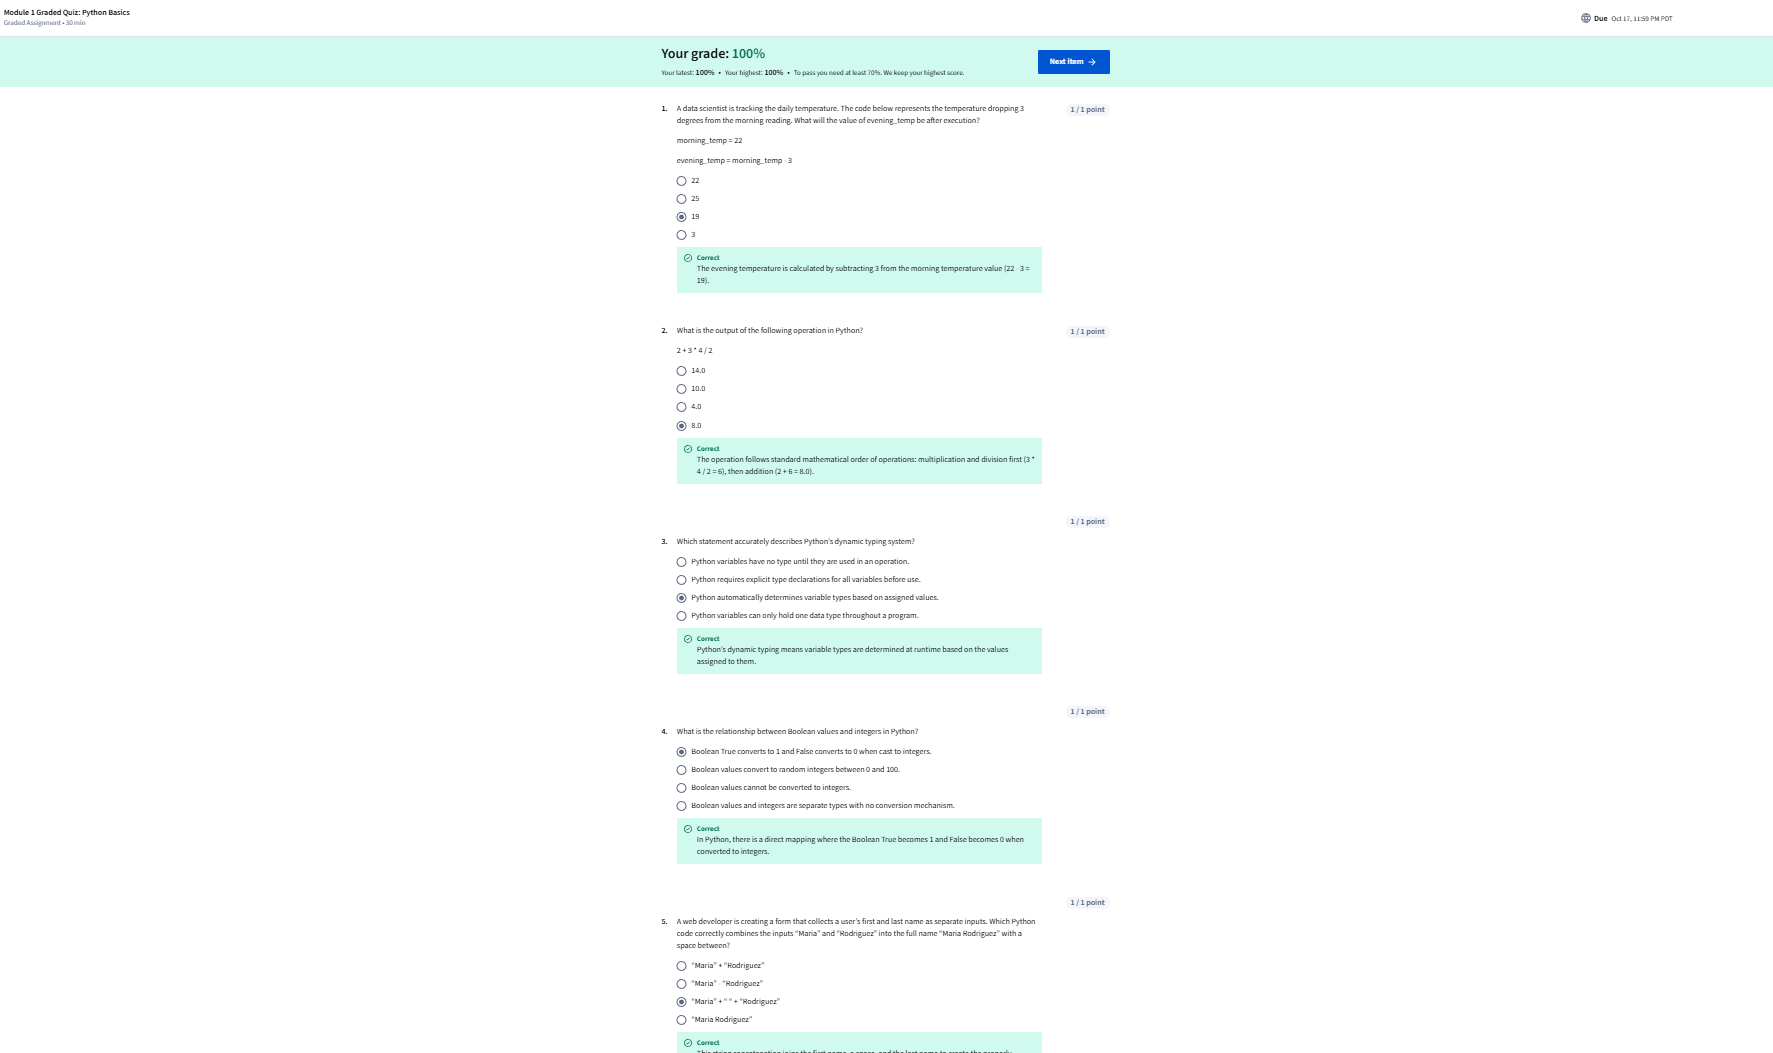 Module 1 Graded Quiz: Python Basics
Graded Assignment • 30 min
Due Oct 17, 11:59 PM PDT
Your grade: 100%
Your latest: 100% • Your highest: 100% • To pass you need at least 70%. We keep your highest score.
Next item →
1. A data scientist is tracking the daily temperature. The code below represents the temperature dropping 3
degrees from the morning reading. What will the value of evening_temp be after execution?
1 / 1 point
morning_temp = 22
evening_temp = morning_temp - 3
22
25
19
3
Correct
The evening temperature is calculated by subtracting 3 from the morning temperature value (22 - 3 =
19).
2. What is the output of the following operation in Python?
1 / 1 point
2 + 3 * 4 / 2
14.0
10.0
4.0
8.0
Correct
The operation follows standard mathematical order of operations: multiplication and division first (3 *
4 / 2 = 6), then addition (2 + 6 = 8.0).
1 / 1 point
3. Which statement accurately describes Python's dynamic typing system?
Python variables have no type until they are used in an operation.
Python requires explicit type declarations for all variables before use.
Python automatically determines variable types based on assigned values.
Python variables can only hold one data type throughout a program.
Correct
Python's dynamic typing means variable types are determined at runtime based on the values
assigned to them.
1 / 1 point
4. What is the relationship between Boolean values and integers in Python?
Boolean True converts to 1 and False converts to 0 when cast to integers.
Boolean values convert to random integers between 0 and 100.
Boolean values cannot be converted to integers.
Boolean values and integers are separate types with no conversion mechanism.
Correct
In Python, there is a direct mapping where the Boolean True becomes 1 and False becomes 0 when
converted to integers.
1 / 1 point
5. A web developer is creating a form that collects a user's first and last name as separate inputs. Which Python
code correctly combines the inputs “Maria” and “Rodriguez” into the full name “Maria Rodriguez” with a
space between?
“Maria” + “Rodriguez”
“Maria” - “Rodriguez”
“Maria” + “ “ + “Rodriguez”
“Maria Rodriguez”
Correct